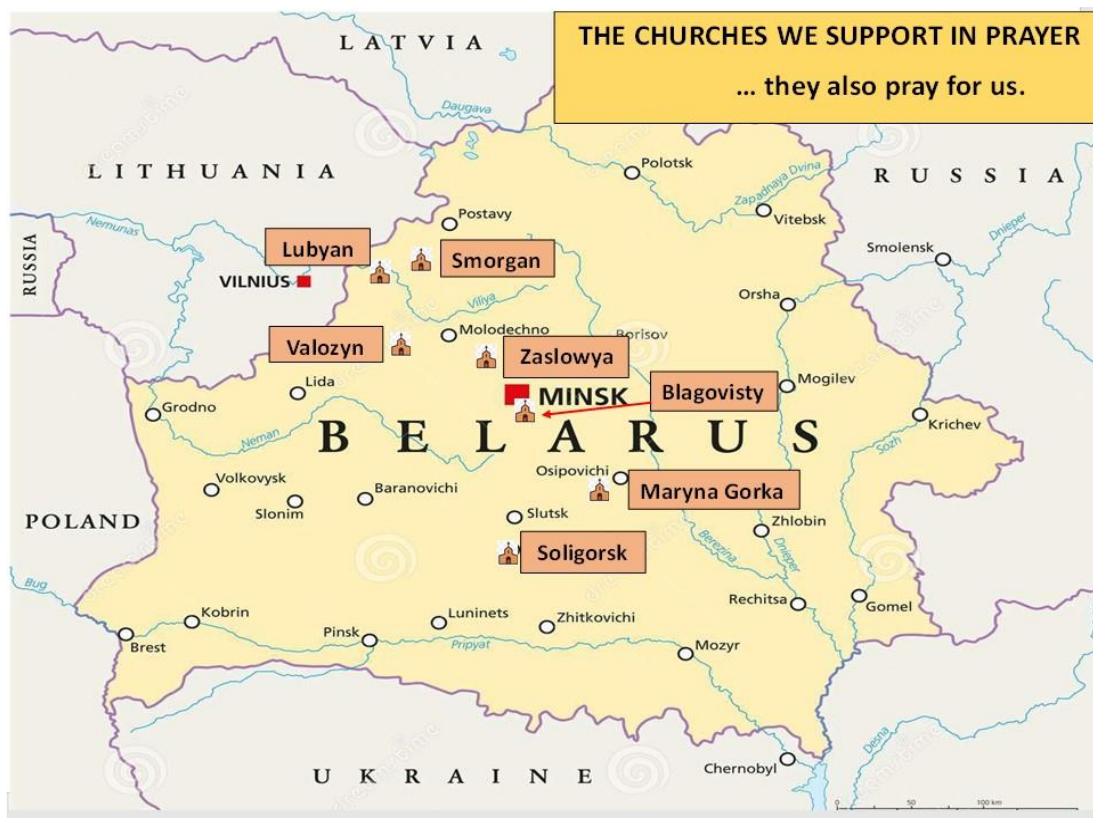 THE CHURCHES WE SUPPORT IN PRAYER
... they also pray for us.
LATVIA
Daugava
LITHUANIA
Polotsk
Zapadnaya Dvina
RUSSIA
Nemunas
Postavy
Vitebsk
Dnieper
Smolensk
RUSSIA
Lubyan
Smorgan
VILNIUS
Viliya
Orsha
Molodechno
Borisov
Valozyn
Zaslowya
Lida
MINSK
Blagovisty
Mogilev
Grodno
Krichev
Neman
BELARUS
Sozh
Osipovichi
Volkovysk
Baranovichi
Maryna Gorka
Slonim
POLAND
Slutsk
Zhlobin
Soligorsk
Berezina
Dnieper
Bug
Kobrin
Luninets
Zhitkovichi
Rechitsa
Gomel
Brest
Pinsk
Pripyat
Mozyr
Desna
Chernobyl
UKRAINE
0 50 100 km